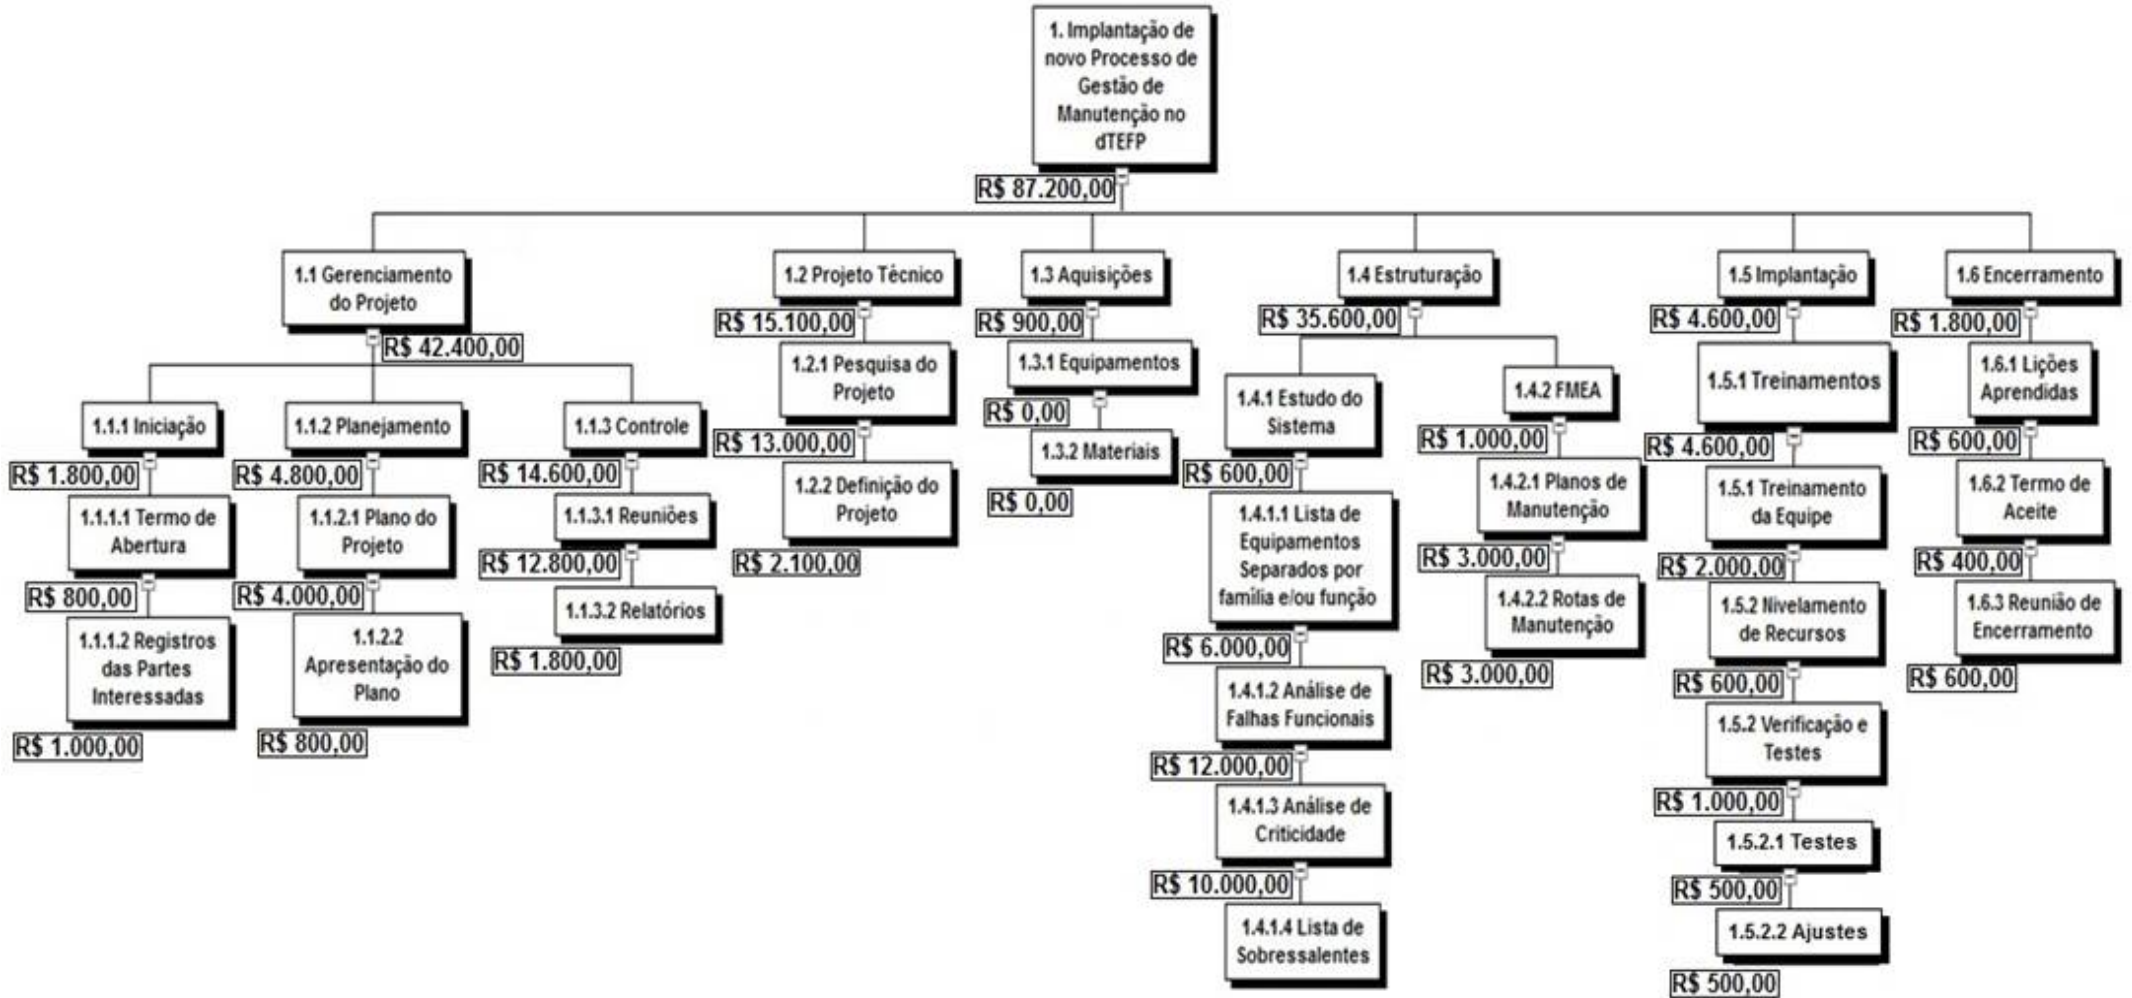 1. Implantação de
novo Processo de
Gestão de
Manutenção no
dTEFP
R$ 87.200,00
1.1 Gerenciamento
do Projeto
R$ 42.400,00
1.1.1 Iniciação
R$ 1.800,00
1.1.1.1 Termo de
Abertura
R$ 800,00
1.1.1.2 Registros
das Partes
Interessadas
R$ 1.000,00
1.1.2 Planejamento
R$ 4.800,00
1.1.2.1 Plano do
Projeto
R$ 4.000,00
1.1.2.2
Apresentação do
Plano
R$ 800,00
1.1.3 Controle
R$ 14.600,00
1.1.3.1 Reuniões
R$ 12.800,00
1.1.3.2 Relatórios
R$ 1.800,00
1.2 Projeto Técnico
R$ 15.100,00
1.2.1 Pesquisa do
Projeto
R$ 13.000,00
1.2.2 Definição do
Projeto
R$ 2.100,00
1.3 Aquisições
R$ 900,00
1.3.1 Equipamentos
R$ 0,00
1.3.2 Materiais
R$ 0,00
1.4 Estruturação
R$ 35.600,00
1.4.1 Estudo do
Sistema
R$ 600,00
1.4.1.1 Lista de
Equipamentos
Separados por
família e/ou função
R$ 6.000,00
1.4.1.2 Análise de
Falhas Funcionais
R$ 12.000,00
1.4.1.3 Análise de
Criticidade
R$ 10.000,00
1.4.1.4 Lista de
Sobressalentes
1.4.2 FMEA
R$ 1.000,00
1.4.2.1 Planos de
Manutenção
R$ 3.000,00
1.4.2.2 Rotas de
Manutenção
R$ 3.000,00
1.5 Implantação
R$ 4.600,00
1.5.1 Treinamentos
R$ 4.600,00
1.5.1 Treinamento
da Equipe
R$ 2.000,00
1.5.2 Nivelamento
de Recursos
R$ 600,00
1.5.2 Verificação e
Testes
R$ 1.000,00
1.5.2.1 Testes
R$ 500,00
1.5.2.2 Ajustes
R$ 500,00
1.6 Encerramento
R$ 1.800,00
1.6.1 Lições
Aprendidas
R$ 600,00
1.6.2 Termo de
Aceite
R$ 400,00
1.6.3 Reunião de
Encerramento
R$ 600,00